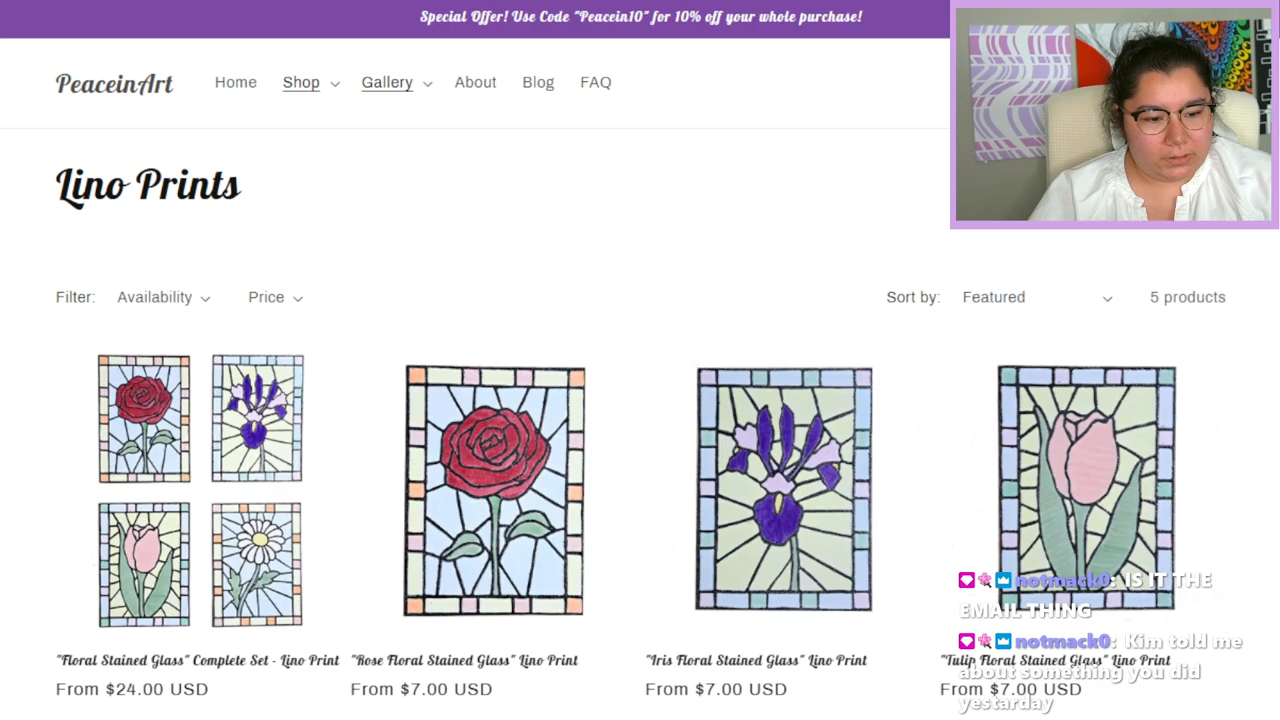 Special Offer! Use Code "Peacein10" for 10% off your whole purchase!
PeaceinArt
Home Shop Gallery About Blog FAQ
Lino Prints
Filter: Availability Price
Sort by: Featured 5 products
"Floral Stained Glass" Complete Set - Lino Print
From $24.00 USD
"Rose Floral Stained Glass" Lino Print
From $7.00 USD
"Iris Floral Stained Glass" Lino Print
From $7.00 USD
"Tulip Floral Stained Glass" Lino Print
From $7.00 USD
notmack0: IS IT THE
EMAIL THING
notmack0: Kim told me
about something you did
yestarday